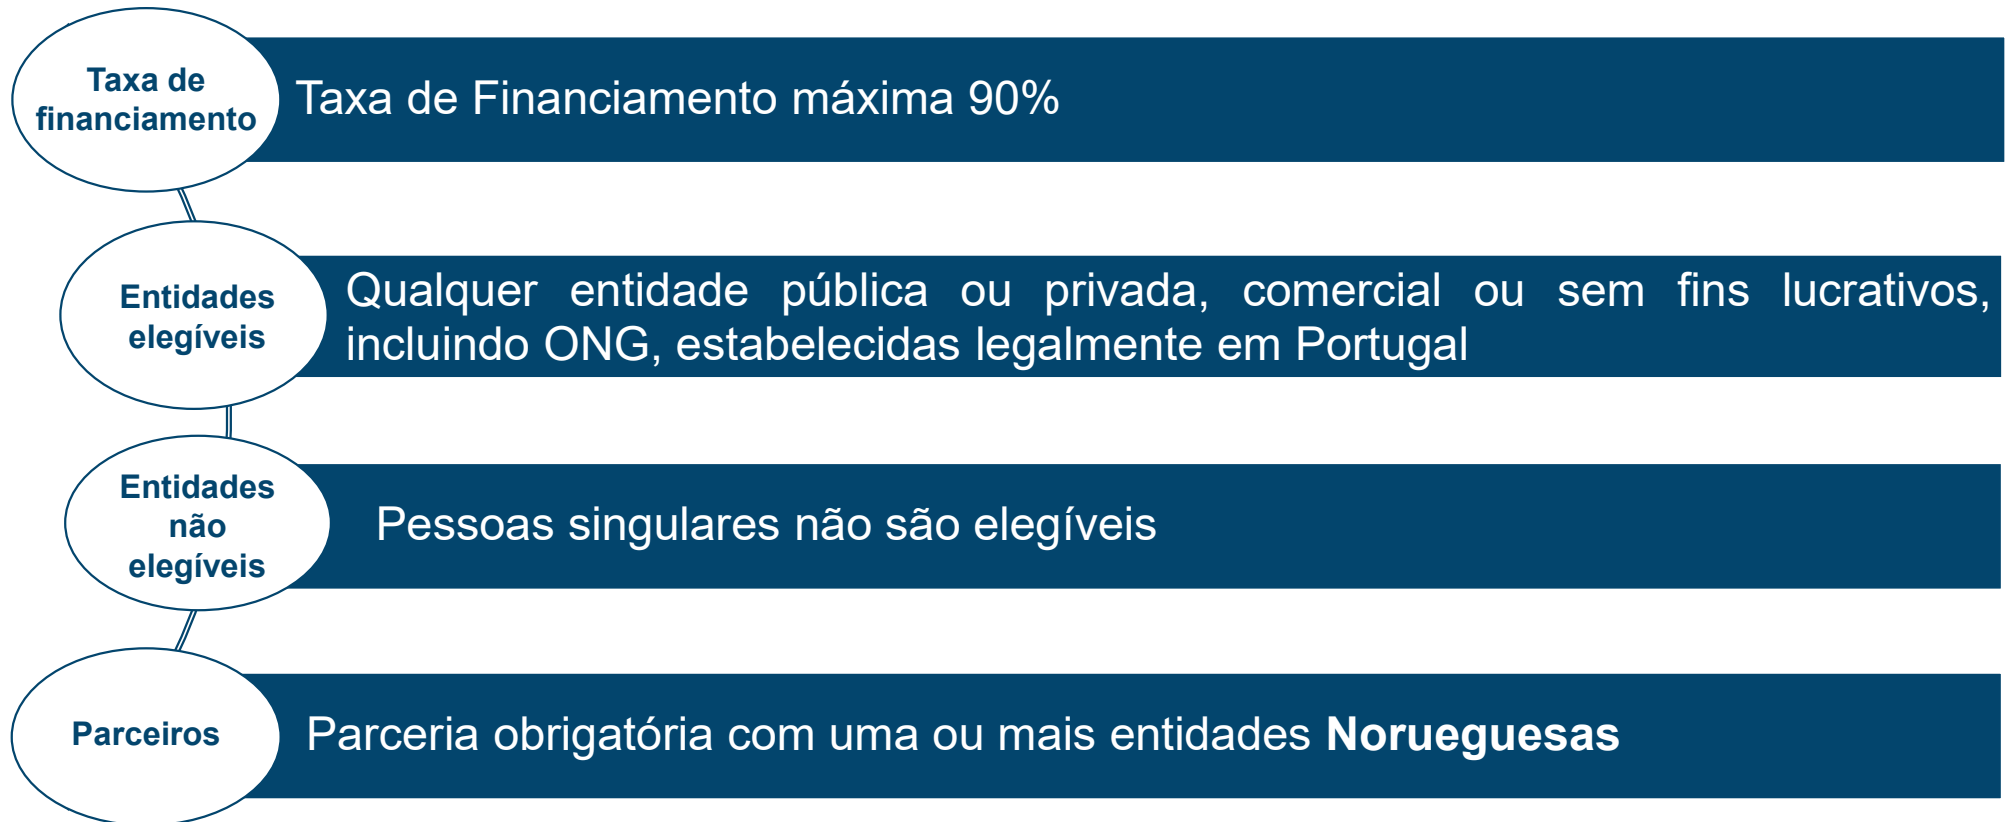 Taxa de
financiamento
Taxa de Financiamento máxima 90%
Entidades
elegíveis
Qualquer entidade pública ou privada, comercial ou sem fins lucrativos,
incluindo ONG, estabelecidas legalmente em Portugal
Entidades
não
elegíveis
Pessoas singulares não são elegíveis
Parceiros
Parceria obrigatória com uma ou mais entidades Norueguesas